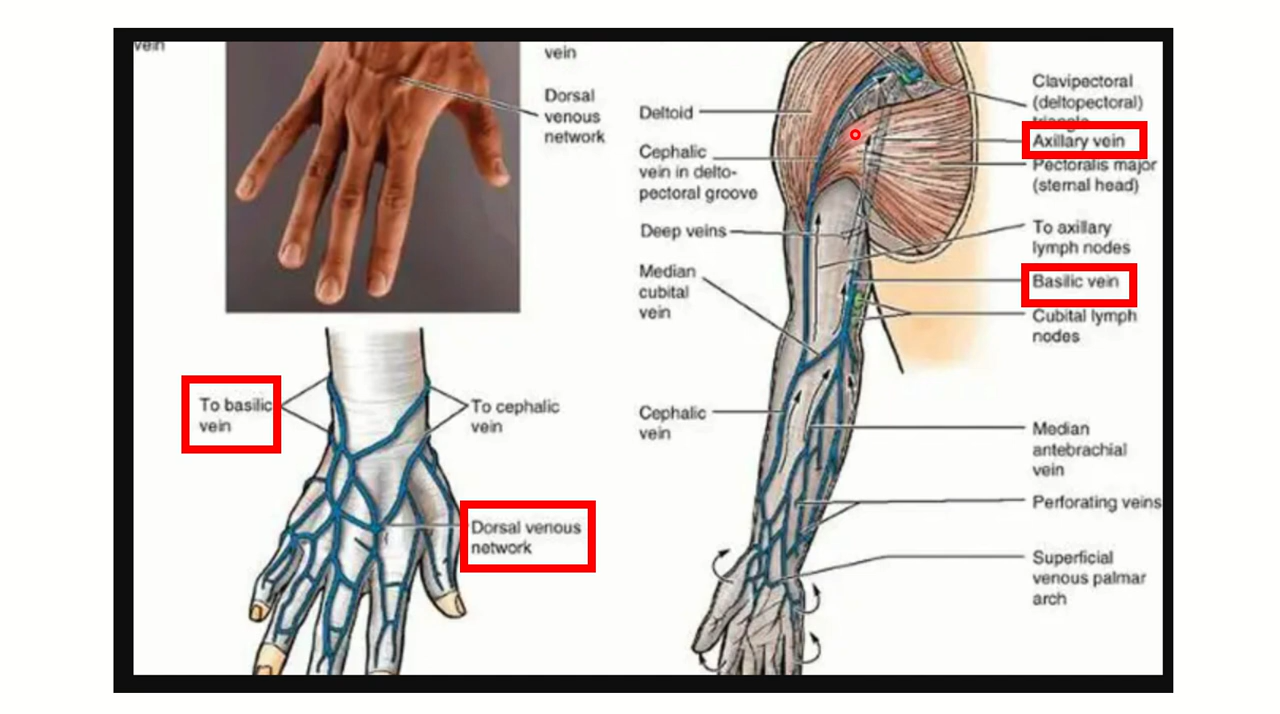 vein
vein
Dorsal
venous
network
To basilic
vein
To cephalic
vein
Dorsal venous
network
Deltoid
Cephalic
vein in delto-
pectoral groove
Deep veins
Median
cubital
vein
Cephalic
vein
Clavipectoral
(deltopectoral)
triangle
Axillary vein
Pectoralis major
(sternal head)
To axillary
lymph nodes
Basilic vein
Cubital lymph
nodes
Median
antebrachial
vein
Perforating veins
Superficial
venous palmar
arch